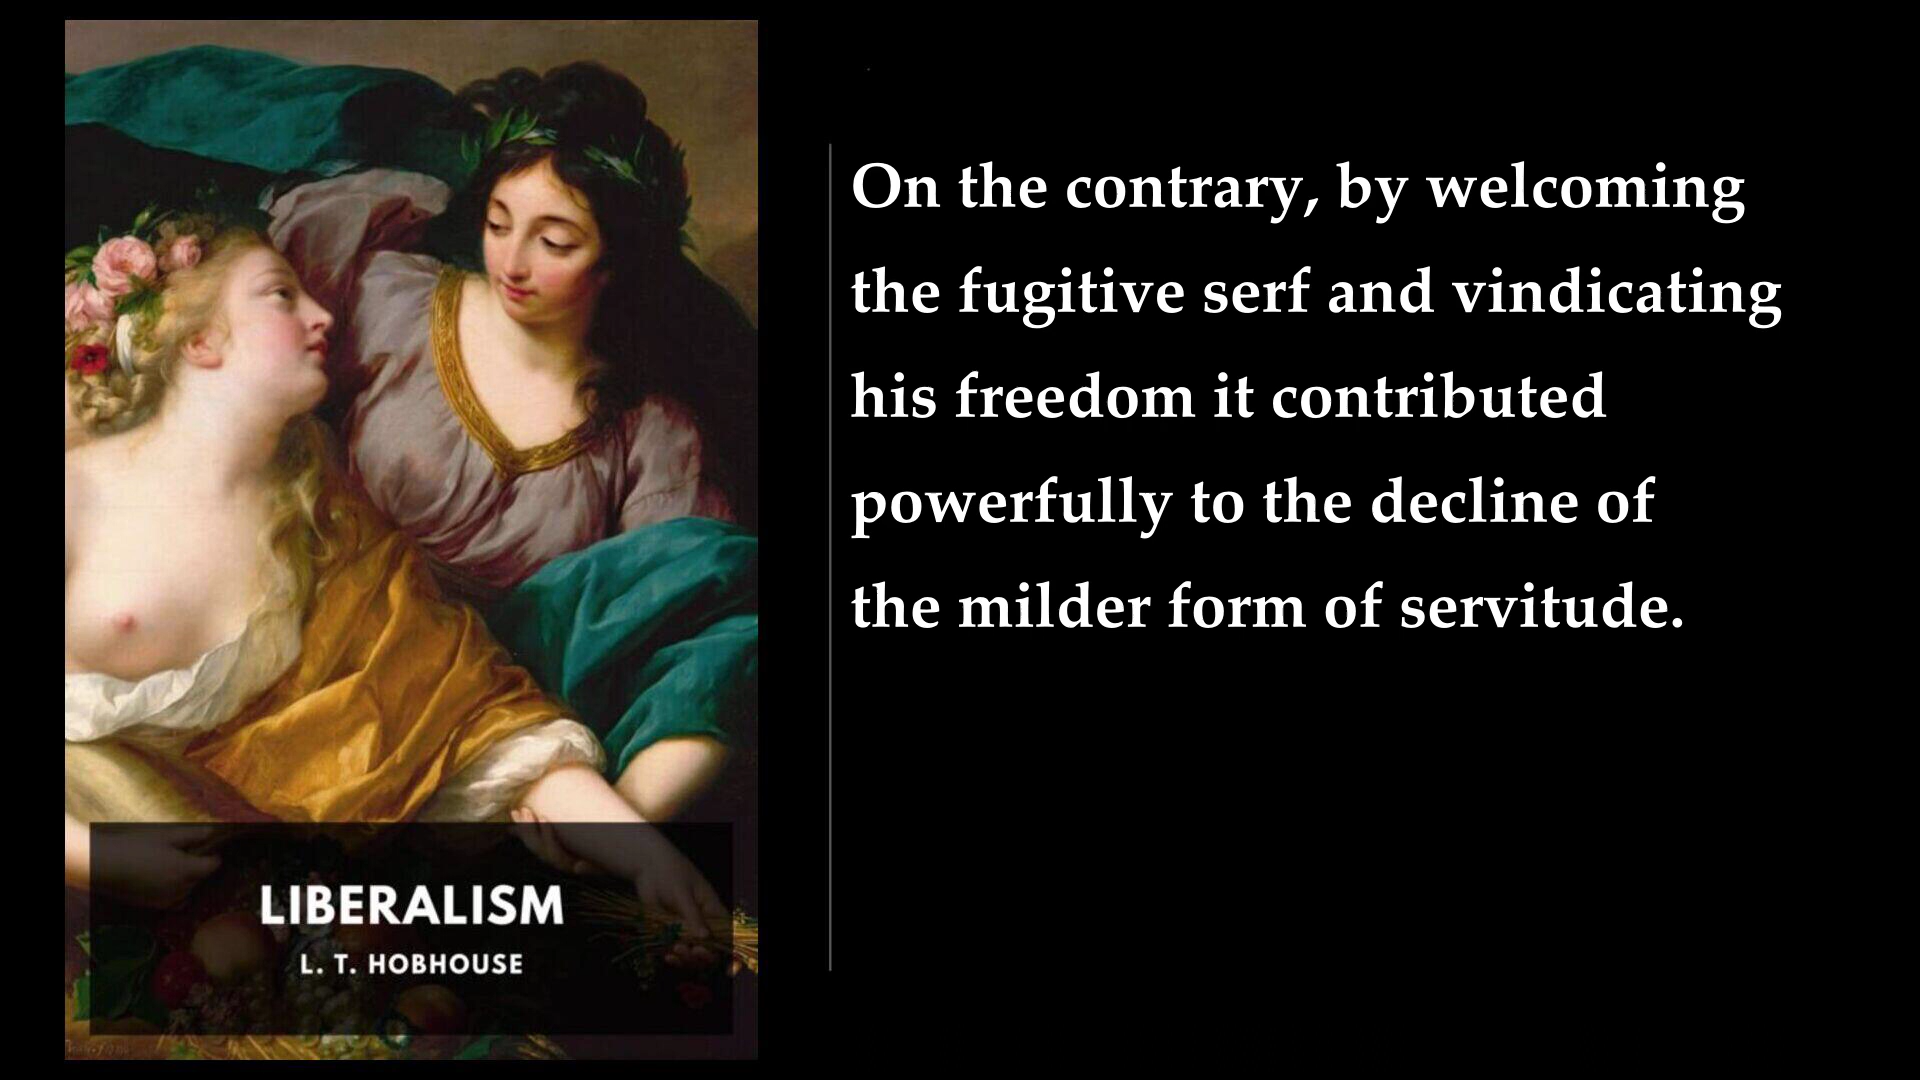 LIBERALISM
L. T. HOBHOUSE
On the contrary, by welcoming
the fugitive serf and vindicating
his freedom it contributed
powerfully to the decline of
the milder form of servitude.